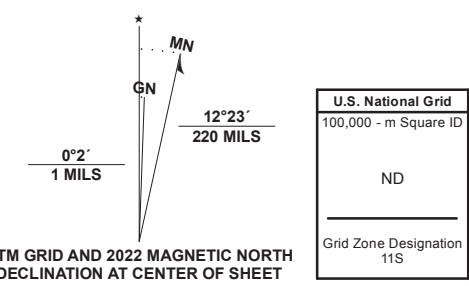 ★
MN
GN
12°23´
220 MILS
0°2´
1 MILS
TM GRID AND 2022 MAGNETIC NORTH
DECLINATION AT CENTER OF SHEET
U.S. National Grid
100,000 - m Square ID
ND
Grid Zone Designation
11S